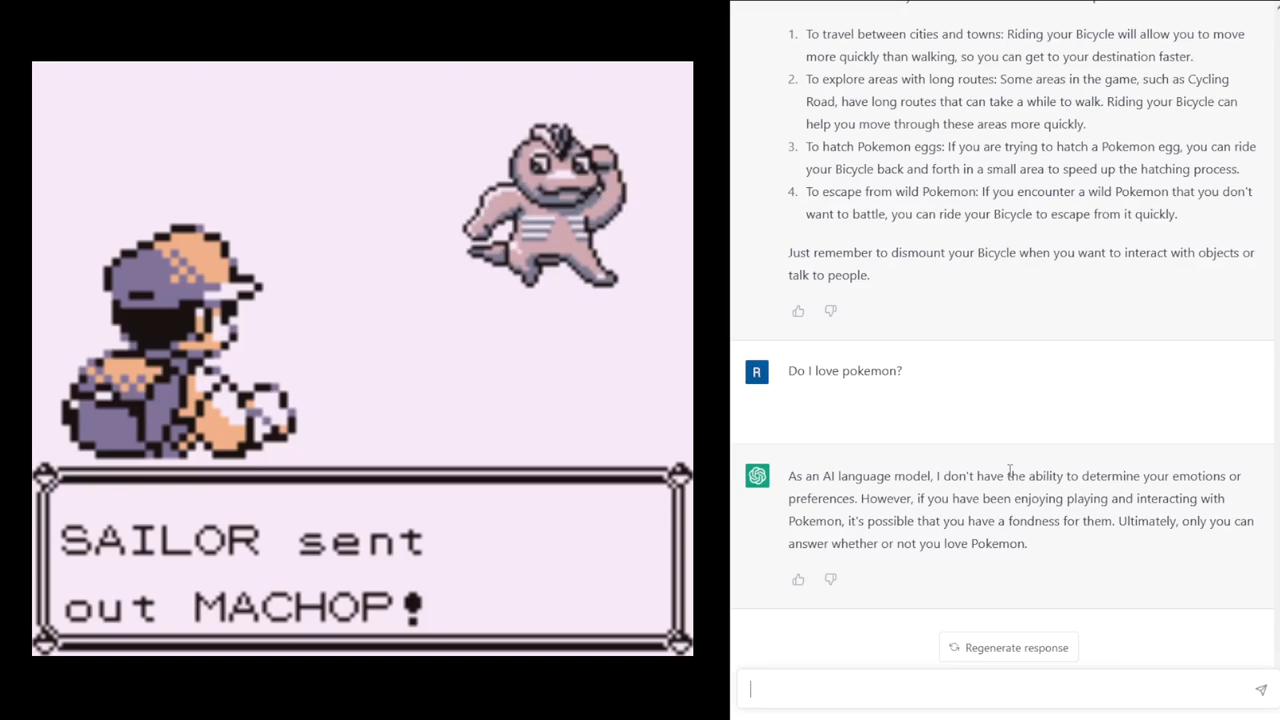 SAILOR sent
out MACHOP!
1. To travel between cities and towns: Riding your Bicycle will allow you to move
more quickly than walking, so you can get to your destination faster.
2. To explore areas with long routes: Some areas in the game, such as Cycling
Road, have long routes that can take a while to walk. Riding your Bicycle can
help you move through these areas more quickly.
3. To hatch Pokemon eggs: If you are trying to hatch a Pokemon egg, you can ride
your Bicycle back and forth in a small area to speed up the hatching process.
4. To escape from wild Pokemon: If you encounter a wild Pokemon that you don't
want to battle, you can ride your Bicycle to escape from it quickly.
Just remember to dismount your Bicycle when you want to interact with objects or
talk to people.
R
Do I love pokemon?
As an AI language model, I don't have the ability to determine your emotions or
preferences. However, if you have been enjoying playing and interacting with
Pokemon, it's possible that you have a fondness for them. Ultimately, only you can
answer whether or not you love Pokemon.
Regenerate response